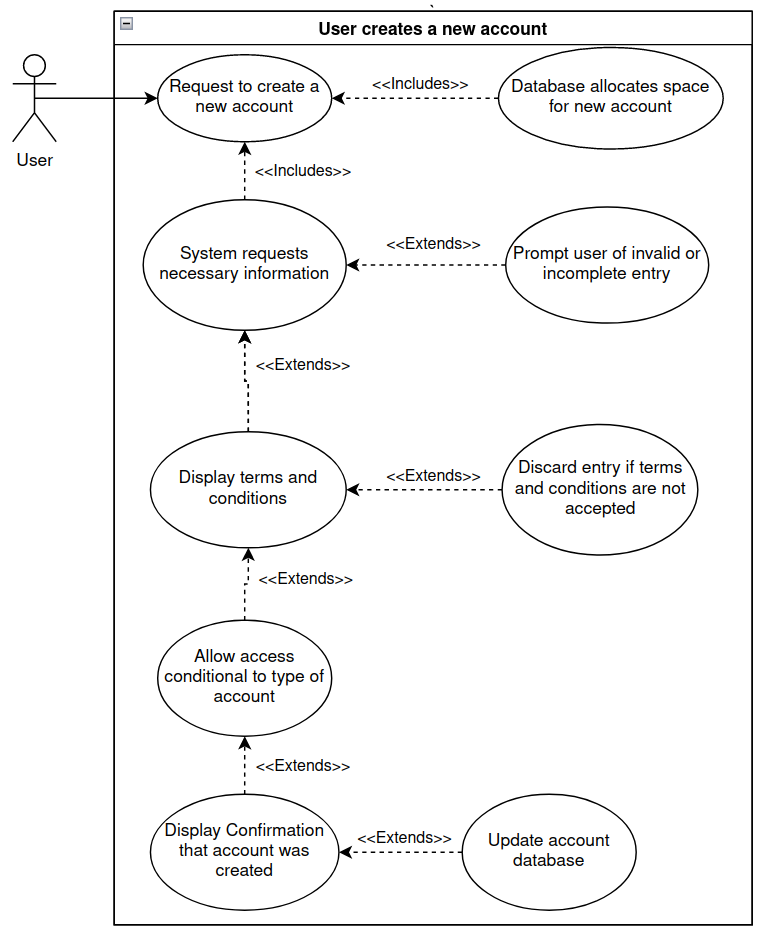 User creates a new account
User
Request to create a
new account
<<Includes>>
Database allocates space
for new account
<<Includes>>
System requests
necessary information
<<Extends>>
Prompt user of invalid or
incomplete entry
<<Extends>>
Display terms and
conditions
<<Extends>>
Discard entry if terms
and conditions are not
accepted
<<Extends>>
Allow access
conditional to type of
account
<<Extends>>
Display Confirmation
that account was
created
<<Extends>>
Update account
database